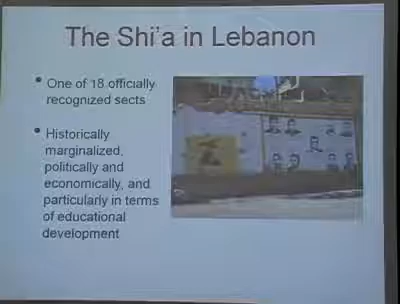 The Shi'a in Lebanon
• One of 18 officially
recognized sects
• Historically
marginalized,
politically and
economically, and
particularly in terms
of educational
development